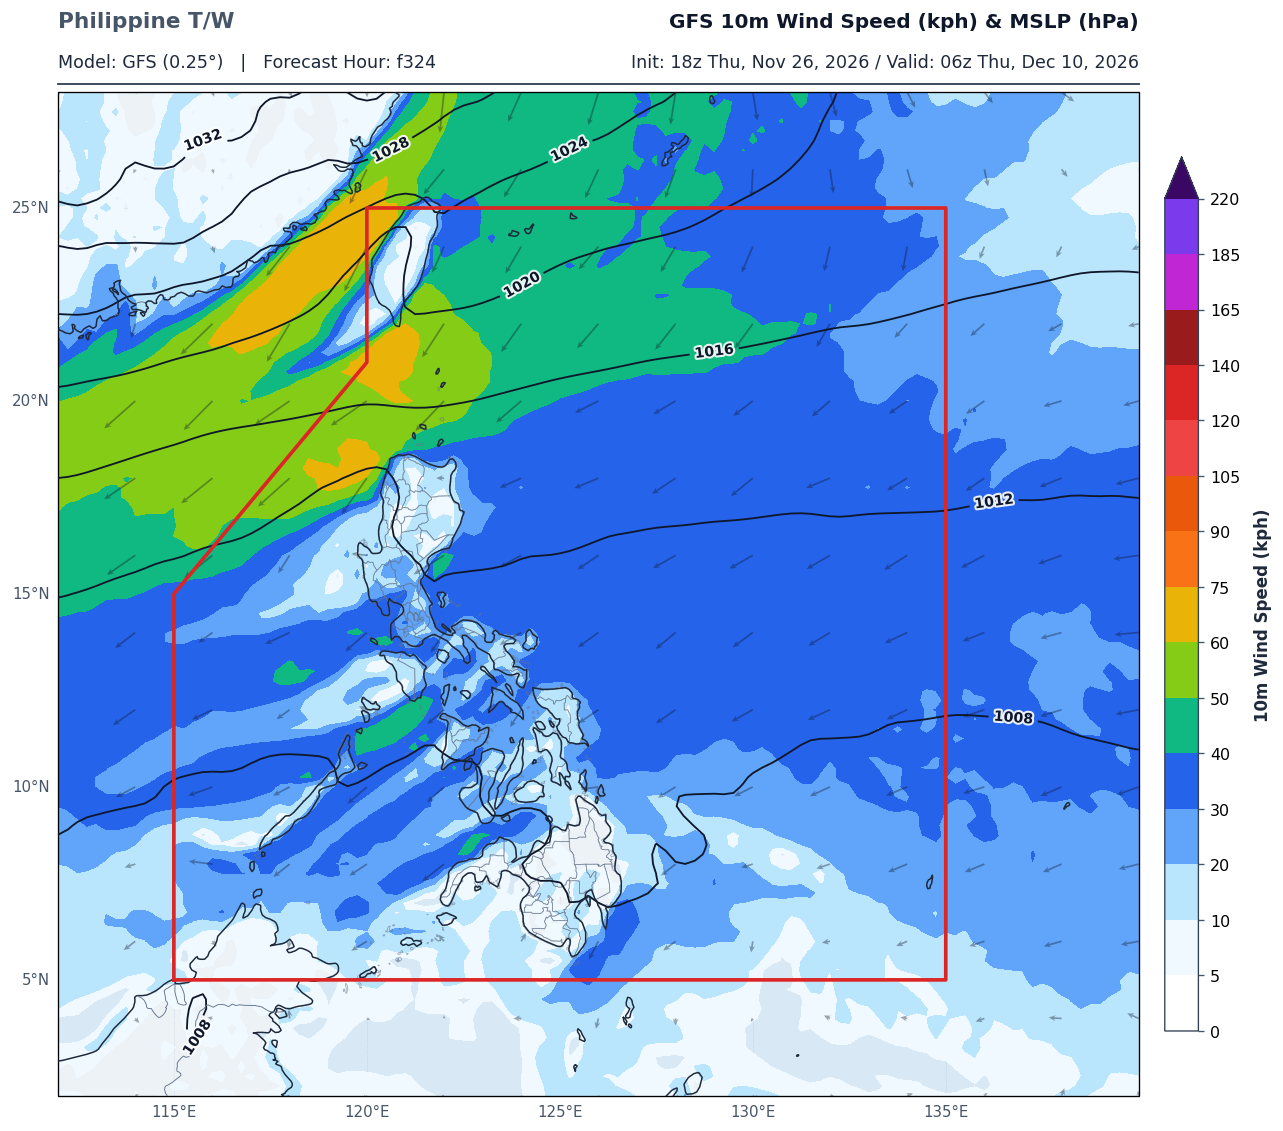 Philippine T/W
GFS 10m Wind Speed (kph) & MSLP (hPa)
Model: GFS (0.25°) | Forecast Hour: f324
Init: 18z Thu, Nov 26, 2026 / Valid: 06z Thu, Dec 10, 2026
1032
1028
1024
1020
1016
1012
1008
1008
25°N
20°N
15°N
10°N
5°N
115°E
120°E
125°E
130°E
135°E
220
185
165
140
120
105
90
75
60
50
40
30
20
10
5
0
10m Wind Speed (kph)